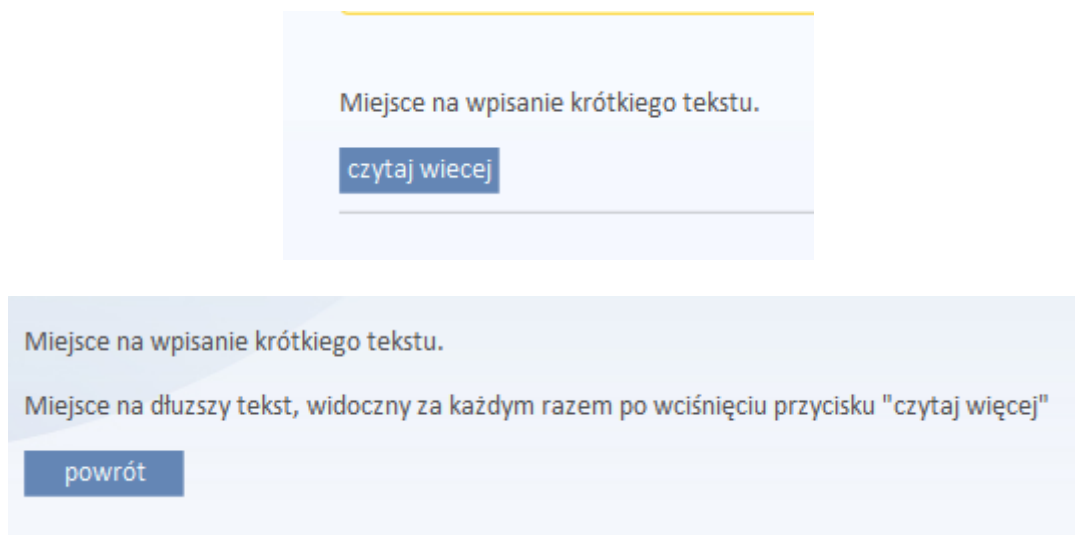 Miejsce na wpisanie krótkiego tekstu.
czytaj wiecej
Miejsce na wpisanie krótkiego tekstu.
Miejsce na dłuzszy tekst, widoczny za każdym razem po wciśnięciu przycisku "czytaj więcej"
powrót